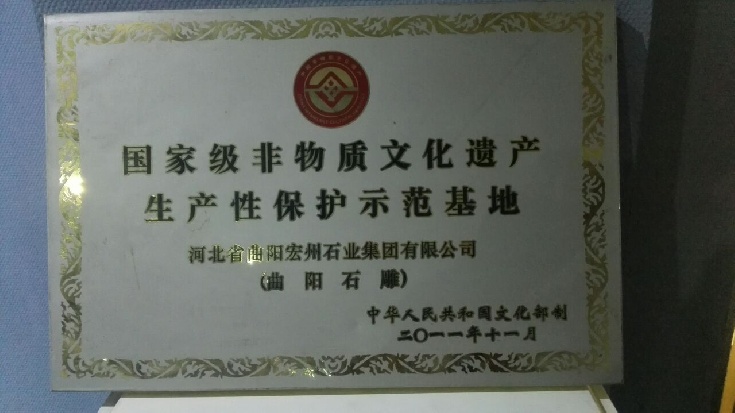 国家级非物质文化遗产
生产性保护示范基地
河北省曲阳宏州石业集团有限公司
(曲阳石雕)
中华人民共和国文化部制
二〇一一年十一月